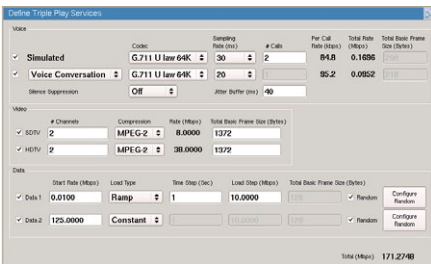 Define Triple Play Services
Voice
Codec Sampling Rate (ms) # Calls Per Call Rate (kbps) Total Rate (Mbps) Total Basic Frame Size (Bytes)
Simulated G.711 U law 64K 30 2 84.8 0.1696
Voice Conversation G.711 U law 64K 20 1 95.2 0.0952 218
Silence Suppression Off Jitter Buffer (ms) 40
Video
# Channels Compression Rate (Mbps) Total Basic Frame Size (Bytes)
SDTV 2 MPEG-2 8.0000 1372
HDTV 2 MPEG-2 38.0000 1372
Data
Start Rate (Mbps) Load Type Time Step (Sec) Load Step (Mbps) Total Basic Frame Size (Bytes)
Data 1 0.0100 Ramp 1 10.0000 Random Configure Random
Data 2 125.0000 Constant 1 10.0000 Random Configure Random
Total (Mbps) 171.2748